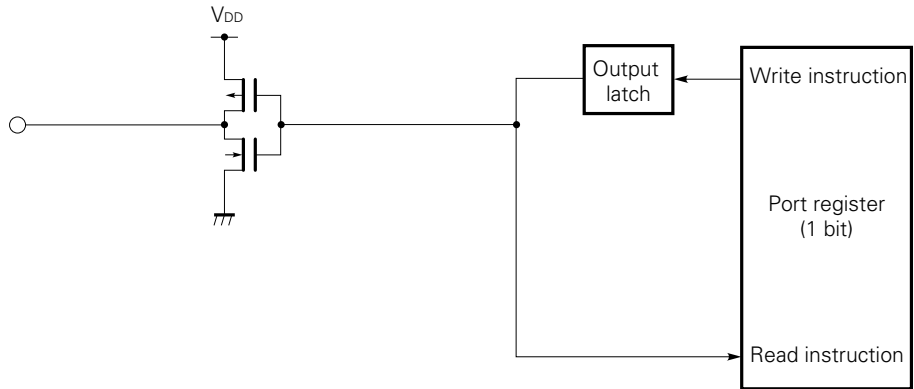 VDD
Output
latch
Write instruction
Port register
(1 bit)
Read instruction